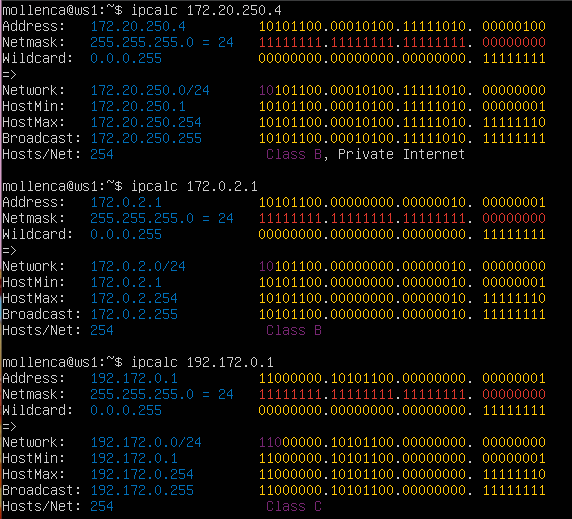 mollenca@ws1:~$ ipcalc 172.20.250.4
Address: 172.20.250.4 10101100.00010100.11111010. 00000100
Netmask: 255.255.255.0 = 24 11111111.11111111.11111111. 00000000
Wildcard: 0.0.0.255 00000000.00000000.00000000. 11111111
=>
Network: 172.20.250.0/24 10101100.00010100.11111010. 00000000
HostMin: 172.20.250.1 10101100.00010100.11111010. 00000001
HostMax: 172.20.250.254 10101100.00010100.11111010. 11111110
Broadcast: 172.20.250.255 10101100.00010100.11111010. 11111111
Hosts/Net: 254 Class B, Private Internet
mollenca@ws1:~$ ipcalc 172.0.2.1
Address: 172.0.2.1 10101100.00000000.00000010. 00000001
Netmask: 255.255.255.0 = 24 11111111.11111111.11111111. 00000000
Wildcard: 0.0.0.255 00000000.00000000.00000000. 11111111
=>
Network: 172.0.2.0/24 10101100.00000000.00000010. 00000000
HostMin: 172.0.2.1 10101100.00000000.00000010. 00000001
HostMax: 172.0.2.254 10101100.00000000.00000010. 11111110
Broadcast: 172.0.2.255 10101100.00000000.00000010. 11111111
Hosts/Net: 254 Class B
mollenca@ws1:~$ ipcalc 192.172.0.1
Address: 192.172.0.1 11000000.10101100.00000000. 00000001
Netmask: 255.255.255.0 = 24 11111111.11111111.11111111. 00000000
Wildcard: 0.0.0.255 00000000.00000000.00000000. 11111111
=>
Network: 192.172.0.0/24 11000000.10101100.00000000. 00000000
HostMin: 192.172.0.1 11000000.10101100.00000000. 00000001
HostMax: 192.172.0.254 11000000.10101100.00000000. 11111110
Broadcast: 192.172.0.255 11000000.10101100.00000000. 11111111
Hosts/Net: 254 Class C